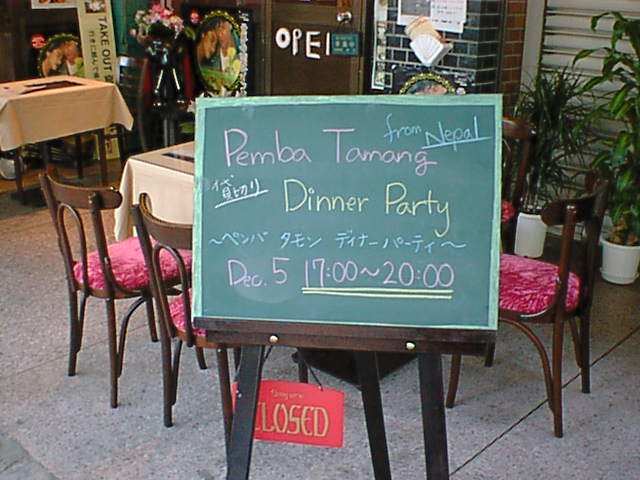 TAKE OUT
OPEN
from Nepal
Pemba Tamang
貸切り
Dinner Party
～ペンバ タモン ディナーパーティ～
Dec. 5 17:00～20:00
CLOSED